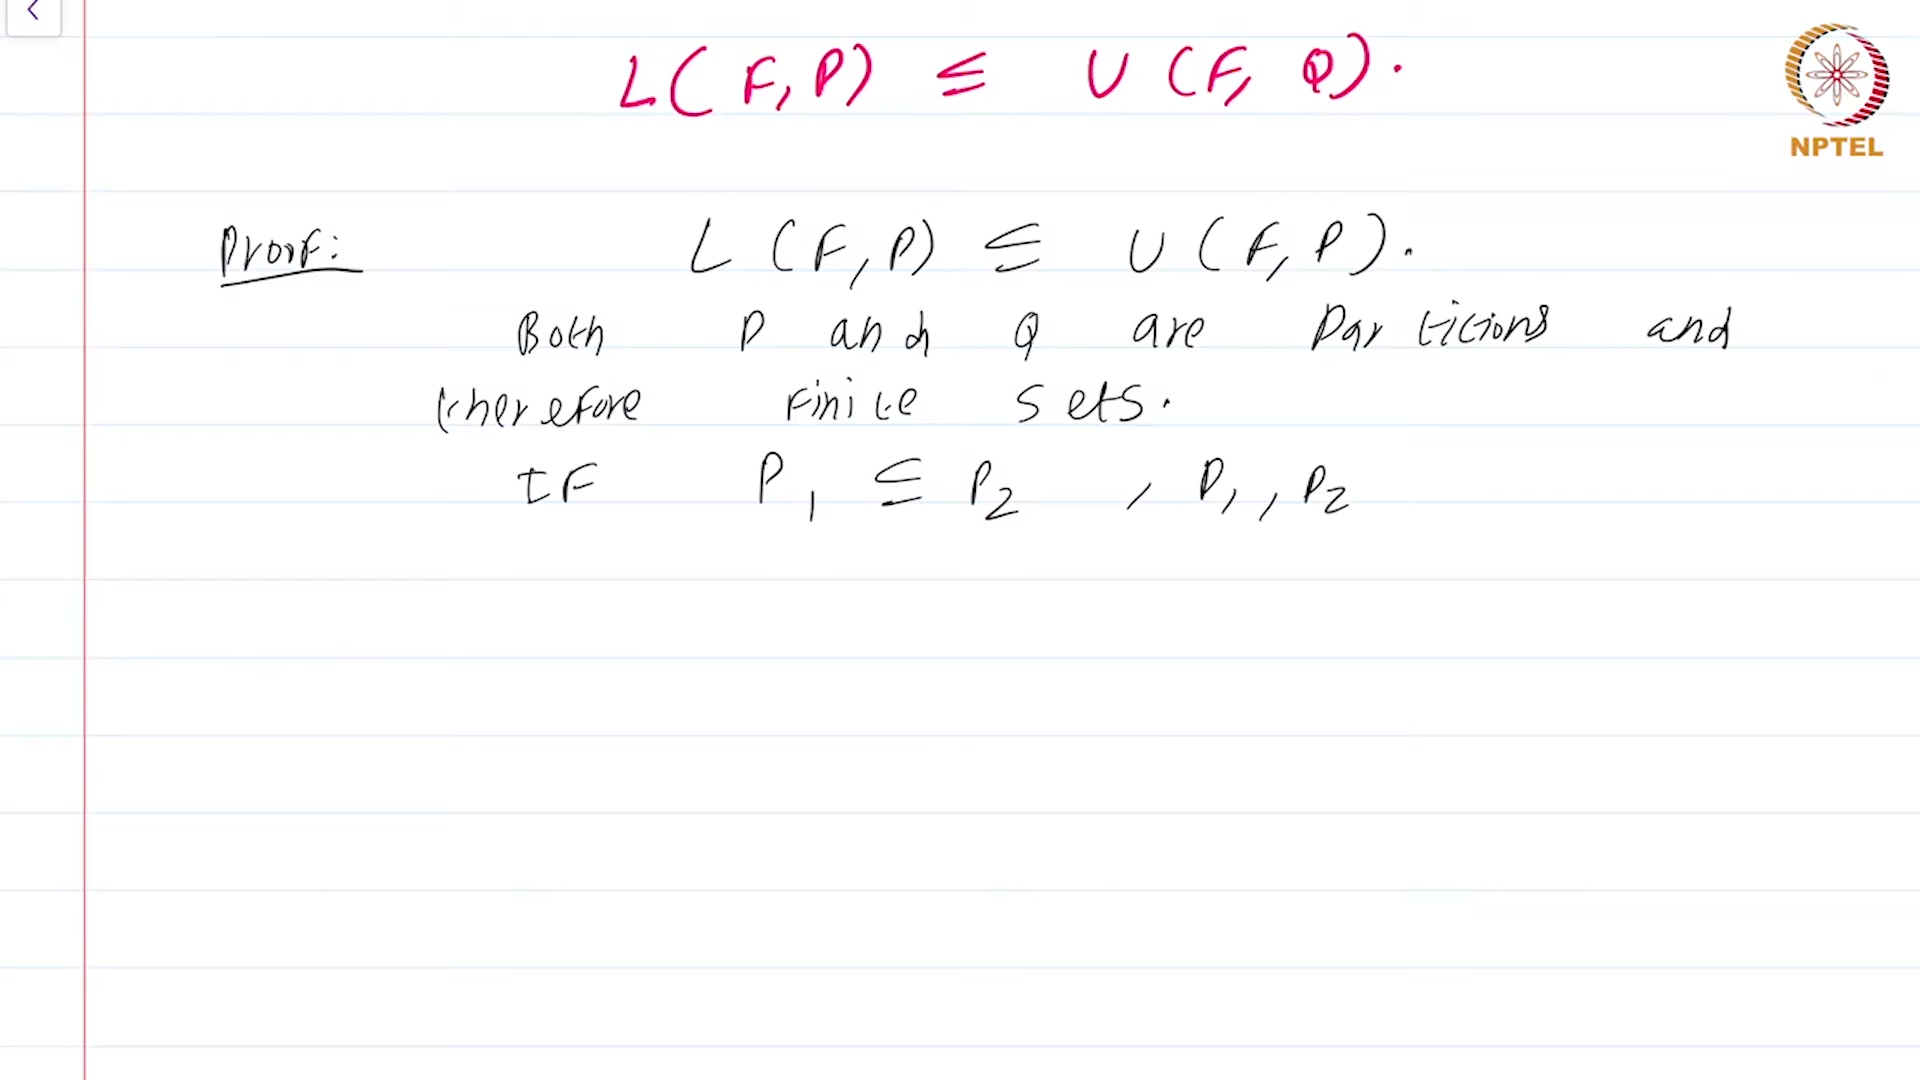 L(F,P) ≤ U(F,Q).
NPTEL
Proof: L(F,P) ≤ U(F,P).
Both P and Q are Partitions and
therefore finite sets.
IF P₁ ⊆ P₂ , P₁, P₂